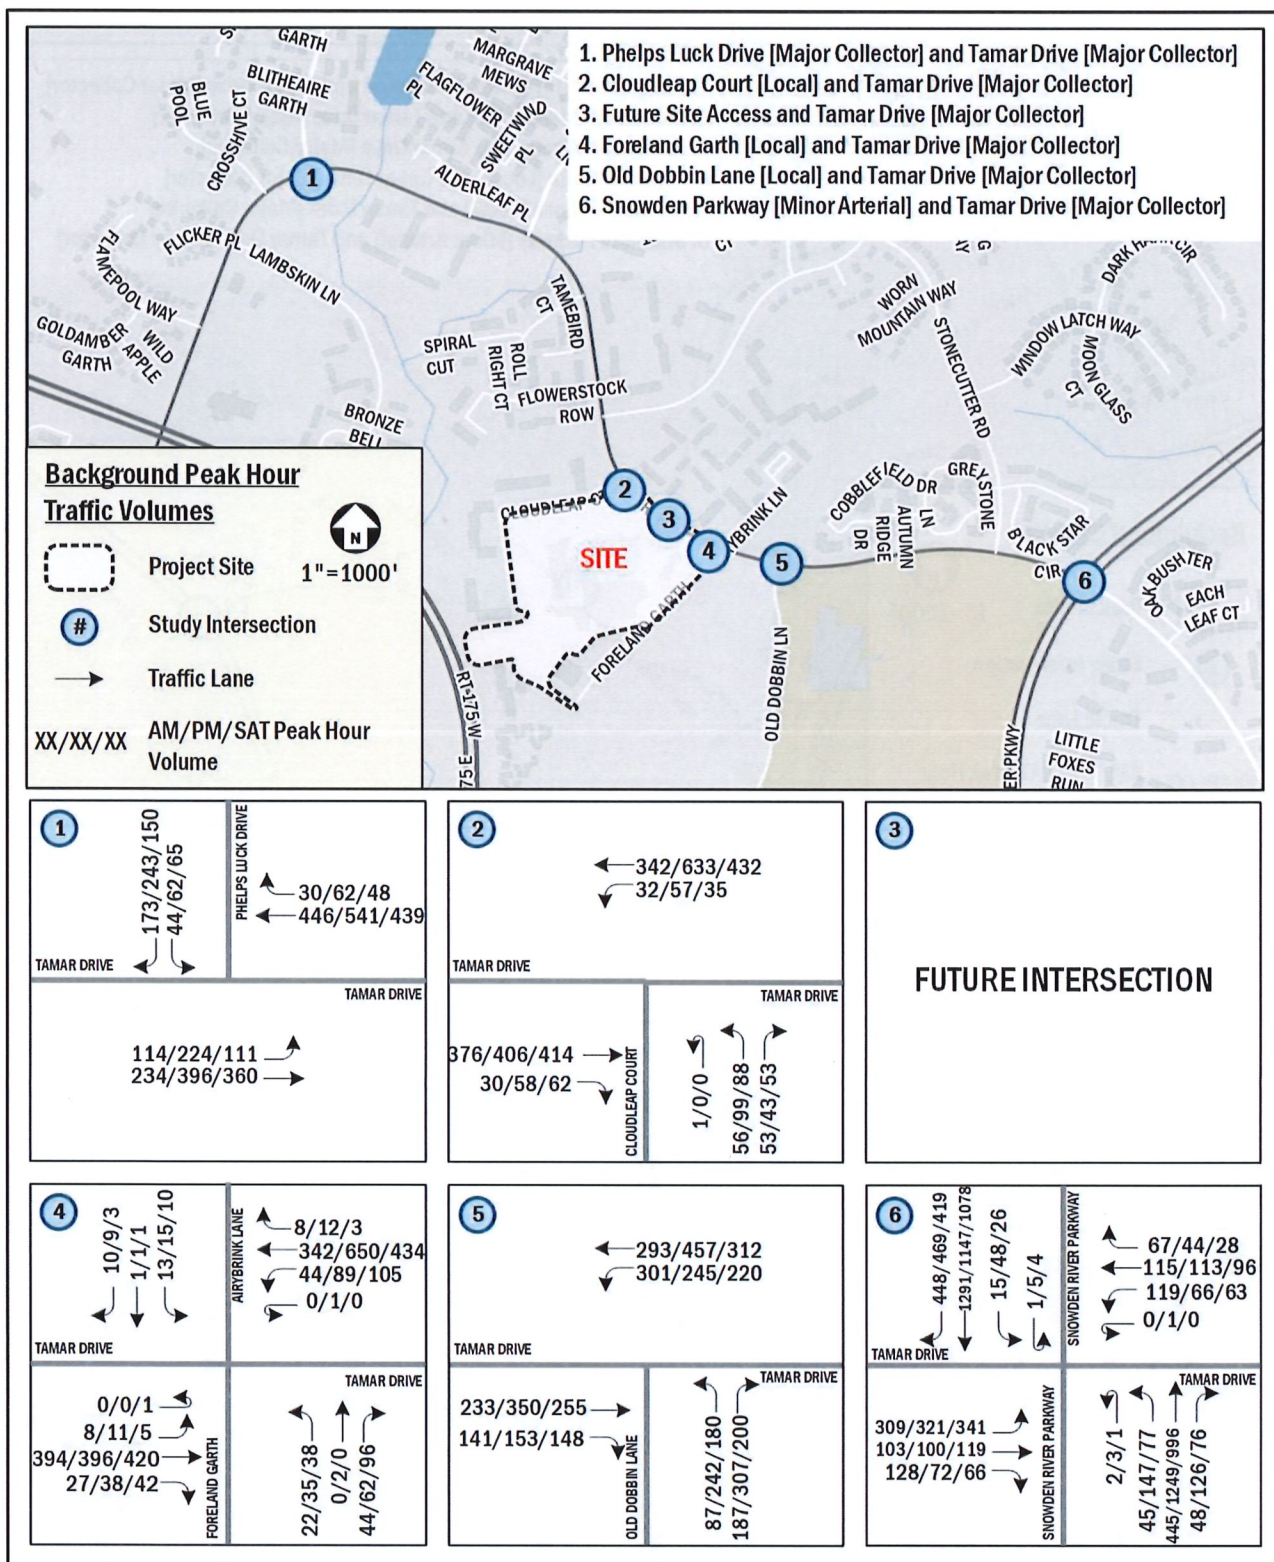 1. Phelps Luck Drive [Major Collector] and Tamar Drive [Major Collector]
2. Cloudleap Court [Local] and Tamar Drive [Major Collector]
3. Future Site Access and Tamar Drive [Major Collector]
4. Foreland Garth [Local] and Tamar Drive [Major Collector]
5. Old Dobbin Lane [Local] and Tamar Drive [Major Collector]
6. Snowden Parkway [Minor Arterial] and Tamar Drive [Major Collector]
GARTH
MARGRAVE
MEWS
BLITHEAIRE
GARTH
FLAGFLOWER
PL
BLUE
POOL
CROSSHIVE CT
SWEETWIND
PL
1
ALDERLEAF PL
FLICKER PL
LAMBSKIN LN
FLAMEPOOL WAY
GOLDAMBER
GARTH
WILD
APPLE
TAMEBIRD
CT
SPIRAL
CUT
ROLL
RIGHT CT
FLOWERSTOCK
ROW
BRONZE
BELL
CT
DARK HAWK CIR
WORN
MOUNTAIN WAY
STONECUTTER RD
WINDOW LATCH WAY
MOON GLASS
CT
2
3
4
5
6
CLOUDLEAP C
SITE
FORELAND GARTH
YBRINK LN
OLD DOBBIN LN
COBBLEFIELD DR
GREYSTONE
LN
AUTUMN
RIDGE
DR
BLACK STAR
CIR
OAK BUSH TER
EACH
LEAF CT
RT 175 W
75 E
ER PKWY
LITTLE
FOXES
RUN
Background Peak Hour
Traffic Volumes
N
1"=1000'
Project Site
#
Study Intersection
Traffic Lane
XX/XX/XX
AM/PM/SAT Peak Hour
Volume
1
173/243/150
44/62/65
PHELPS LUCK DRIVE
30/62/48
446/541/439
TAMAR DRIVE
TAMAR DRIVE
114/224/111
234/396/360
2
342/633/432
32/57/35
TAMAR DRIVE
TAMAR DRIVE
376/406/414
30/58/62
CLOUDLEAP COURT
1/0/0
56/99/88
53/43/53
3
FUTURE INTERSECTION
4
10/9/3
1/1/1
13/15/10
AIRYBRINK LANE
8/12/3
342/650/434
44/89/105
0/1/0
TAMAR DRIVE
TAMAR DRIVE
0/0/1
8/11/5
394/396/420
27/38/42
FORELAND GARTH
22/35/38
0/2/0
44/62/96
5
293/457/312
301/245/220
TAMAR DRIVE
TAMAR DRIVE
233/350/255
141/153/148
OLD DOBBIN LANE
87/242/180
187/307/200
6
448/469/419
1291/1147/1078
15/48/26
1/5/4
SNOWDEN RIVER PARKWAY
67/44/28
115/113/96
119/66/63
0/1/0
TAMAR DRIVE
TAMAR DRIVE
309/321/341
103/100/119
128/72/66
SNOWDEN RIVER PARKWAY
2/3/1
45/147/77
445/1249/996
48/126/76